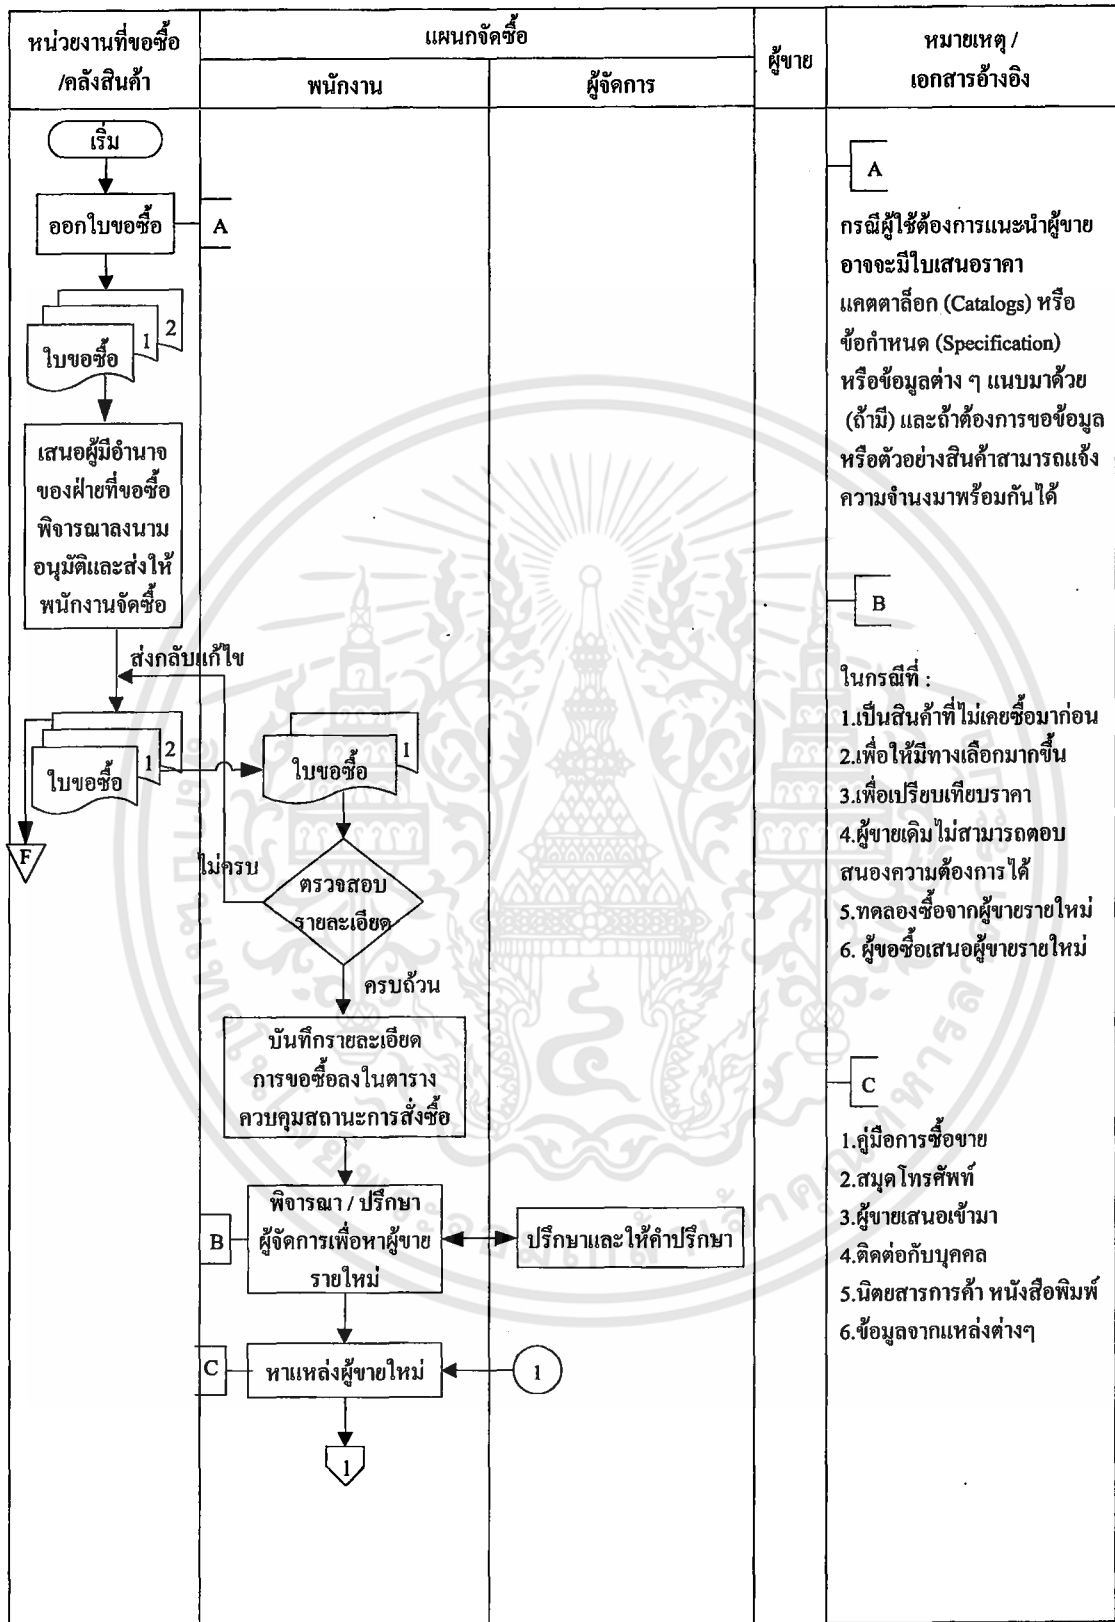 หน่วยงานที่ขอซื้อ
/คลังสินค้า
แผนกจัดซื้อ
พนักงาน
ผู้จัดการ
ผู้ขาย
หมายเหตุ /
เอกสารอ้างอิง
เริ่ม
ออกใบขอซื้อ
A
ใบขอซื้อ
1
2
เสนอผู้มีอำนาจ
ของฝ่ายที่ขอซื้อ
พิจารณาลงนาม
อนุมัติและส่งให้
พนักงานจัดซื้อ
ส่งกลับแก้ไข
ใบขอซื้อ
1
2
F
ใบขอซื้อ
1
ไม่ครบ
ตรวจสอบ
รายละเอียด
ครบถ้วน
บันทึกรายละเอียด
การขอซื้อลงในตาราง
ควบคุมสถานะการสั่งซื้อ
B
พิจารณา / ปรึกษา
ผู้จัดการเพื่อหาผู้ขาย
รายใหม่
ปรึกษาและให้คำปรึกษา
C
หาแหล่งผู้ขายใหม่
1
1
A
กรณีผู้ใช้ต้องการแนะนำผู้ขาย
อาจจะมีใบเสนอราคา
แคตตาล็อก (Catalogs) หรือ
ข้อกำหนด (Specification)
หรือข้อมูลต่าง ๆ แนบมาด้วย
(ถ้ามี) และถ้าต้องการขอข้อมูล
หรือตัวอย่างสินค้าสามารถแจ้ง
ความจำนงมาพร้อมกันได้
B
ในกรณีที่ :
1.เป็นสินค้าที่ไม่เคยซื้อมาก่อน
2.เพื่อให้มีทางเลือกมากขึ้น
3.เพื่อเปรียบเทียบราคา
4.ผู้ขายเดิมไม่สามารถตอบ
สนองความต้องการได้
5.ทดลองซื้อจากผู้ขายรายใหม่
6. ผู้ขอซื้อเสนอผู้ขายรายใหม่
C
1.คู่มือการซื้อขาย
2.สมุดโทรศัพท์
3.ผู้ขายเสนอเข้ามา
4.ติดต่อกับบุคคล
5.นิตยสารการค้า หนังสือพิมพ์
6.ข้อมูลจากแหล่งต่างๆ